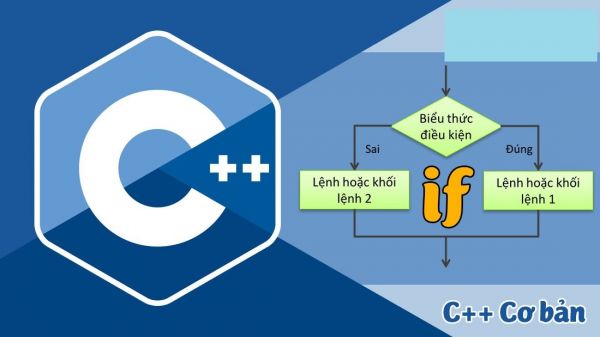 C++
Biểu thức
điều kiện
Sai
Đúng
Lệnh hoặc khối
lệnh 2
if
Lệnh hoặc khối
lệnh 1
C++ Cơ bản